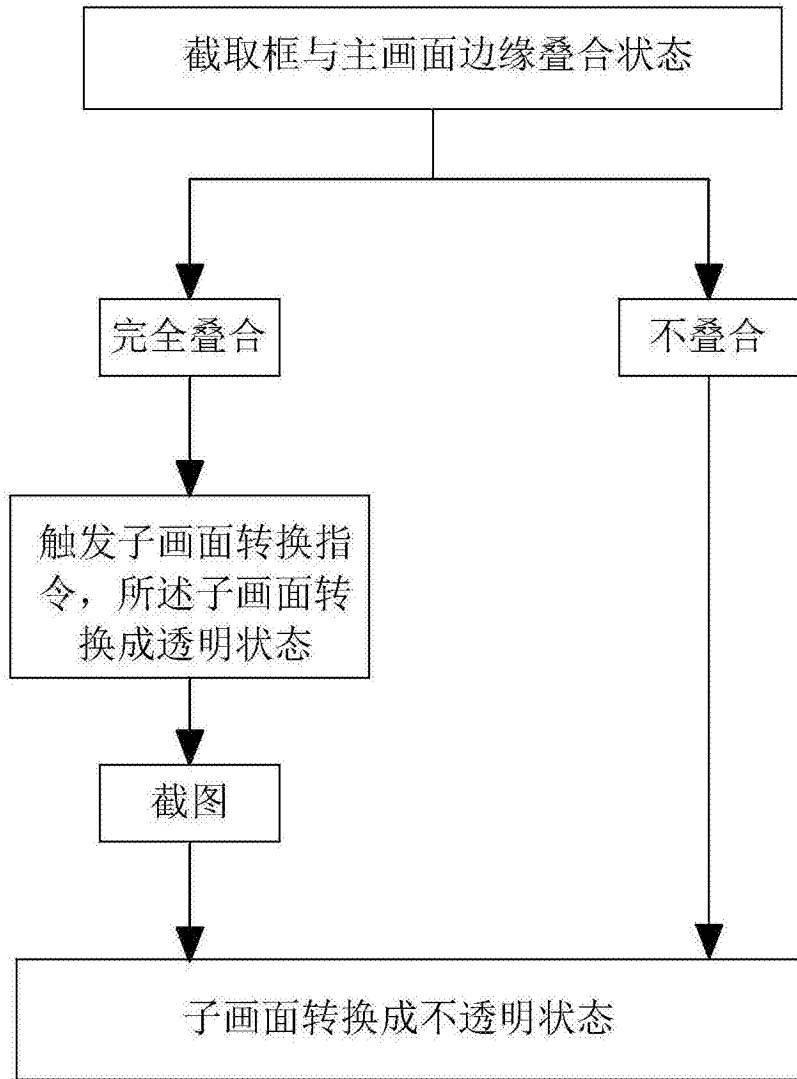 截取框与主画面边缘叠合状态
完全叠合
不叠合
触发子画面转换指
令，所述子画面转
换成透明状态
截图
子画面转换成不透明状态